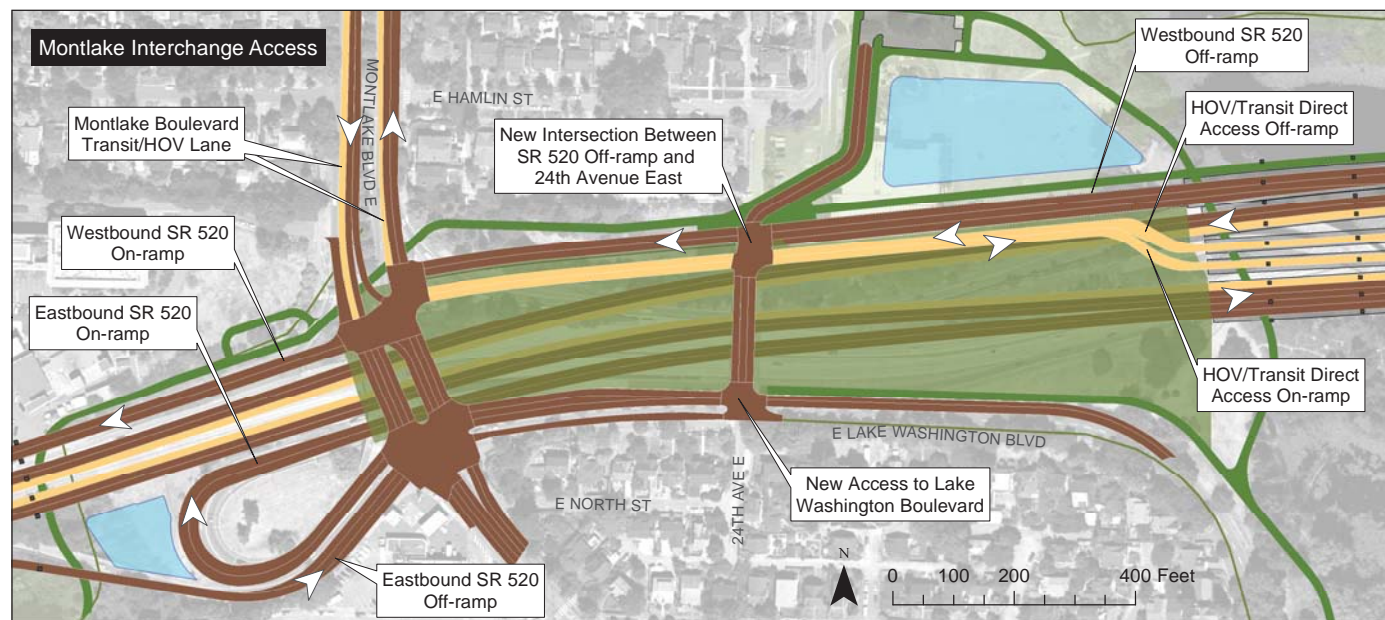 Montlake Interchange Access
Westbound SR 520
Off-ramp
MONTLAKE BLVD E
E HAMLIN ST
HOV/Transit Direct
Access Off-ramp
Montlake Boulevard
Transit/HOV Lane
New Intersection Between
SR 520 Off-ramp and
24th Avenue East
Westbound SR 520
On-ramp
Eastbound SR 520
On-ramp
HOV/Transit Direct
Access On-ramp
E LAKE WASHINGTON BLVD
E NORTH ST
24TH AVE E
New Access to Lake
Washington Boulevard
Eastbound SR 520
Off-ramp
N
0 100 200 400 Feet